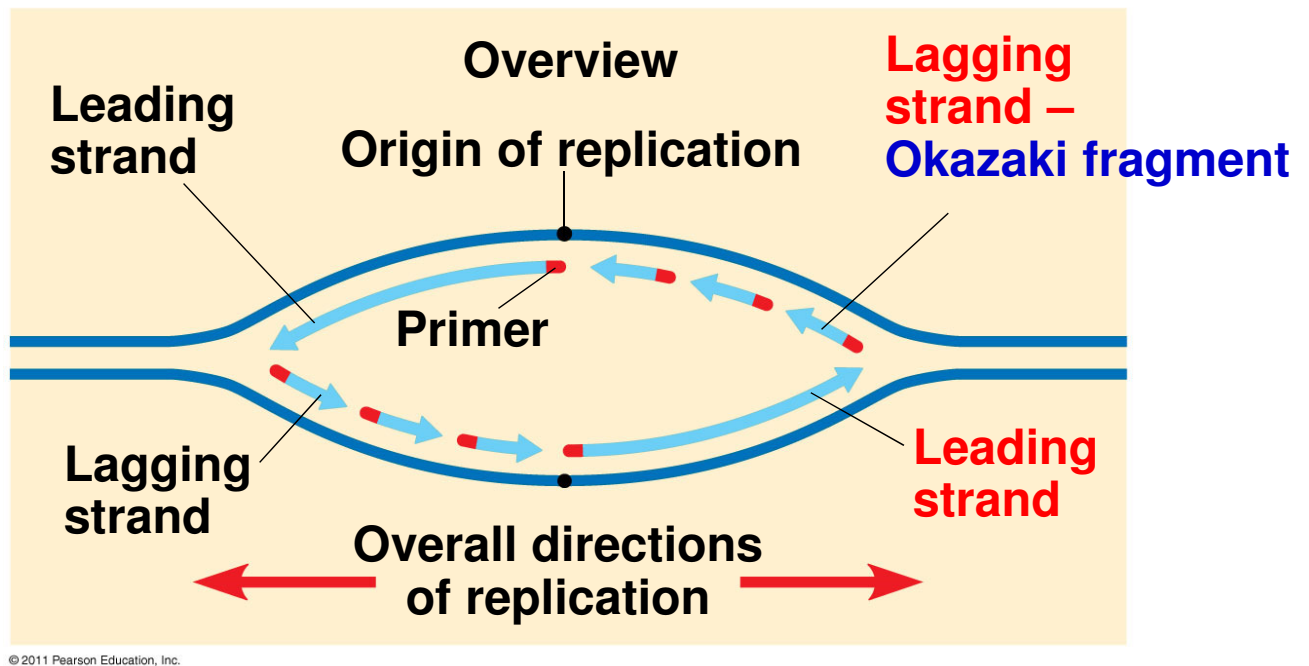 Overview
Leading
strand
Origin of replication
Lagging
strand –
Okazaki fragment
Primer
Lagging
strand
Leading
strand
Overall directions
of replication
© 2011 Pearson Education, Inc.